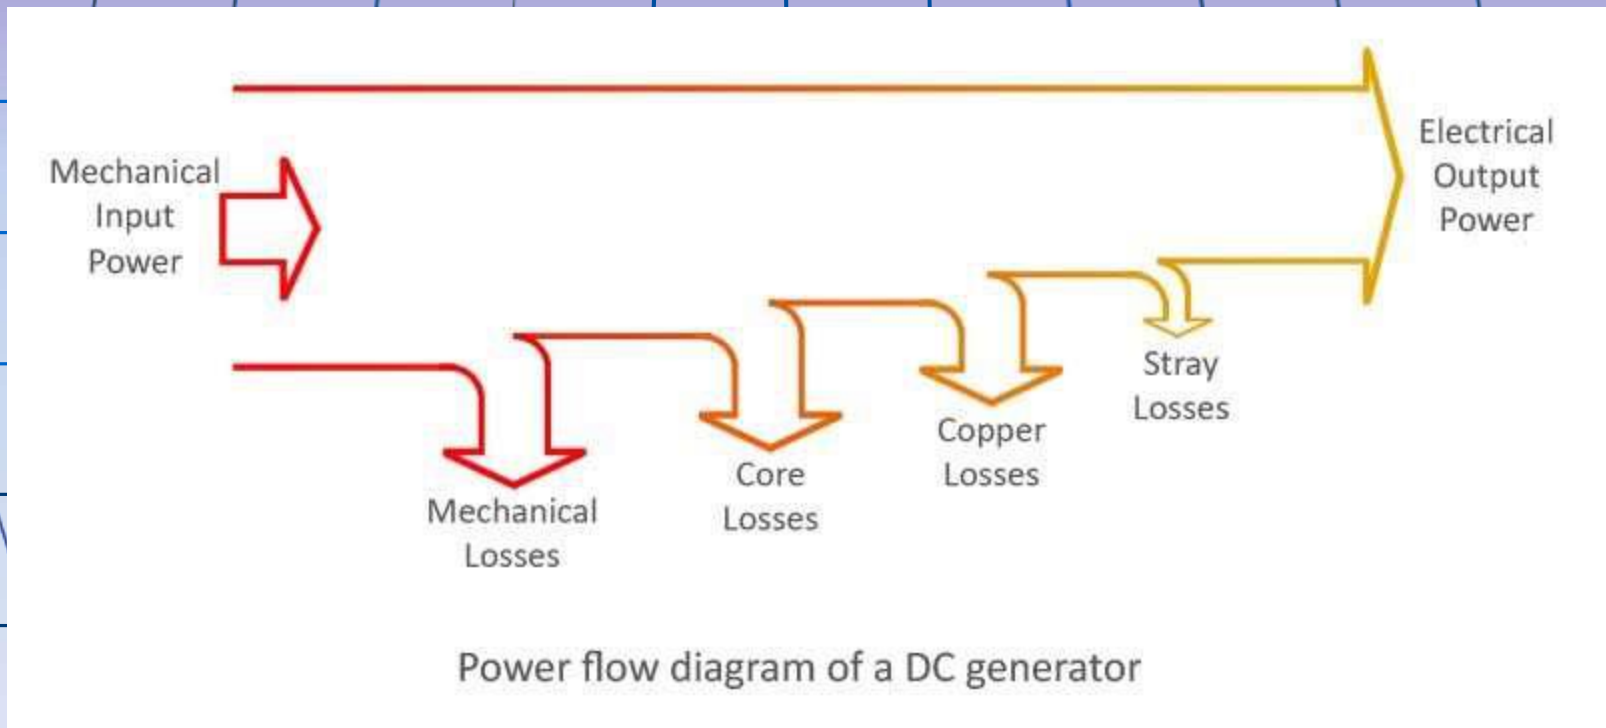 Mechanical
Input
Power
Electrical
Output
Power
Mechanical
Losses
Core
Losses
Copper
Losses
Stray
Losses
Power flow diagram of a DC generator